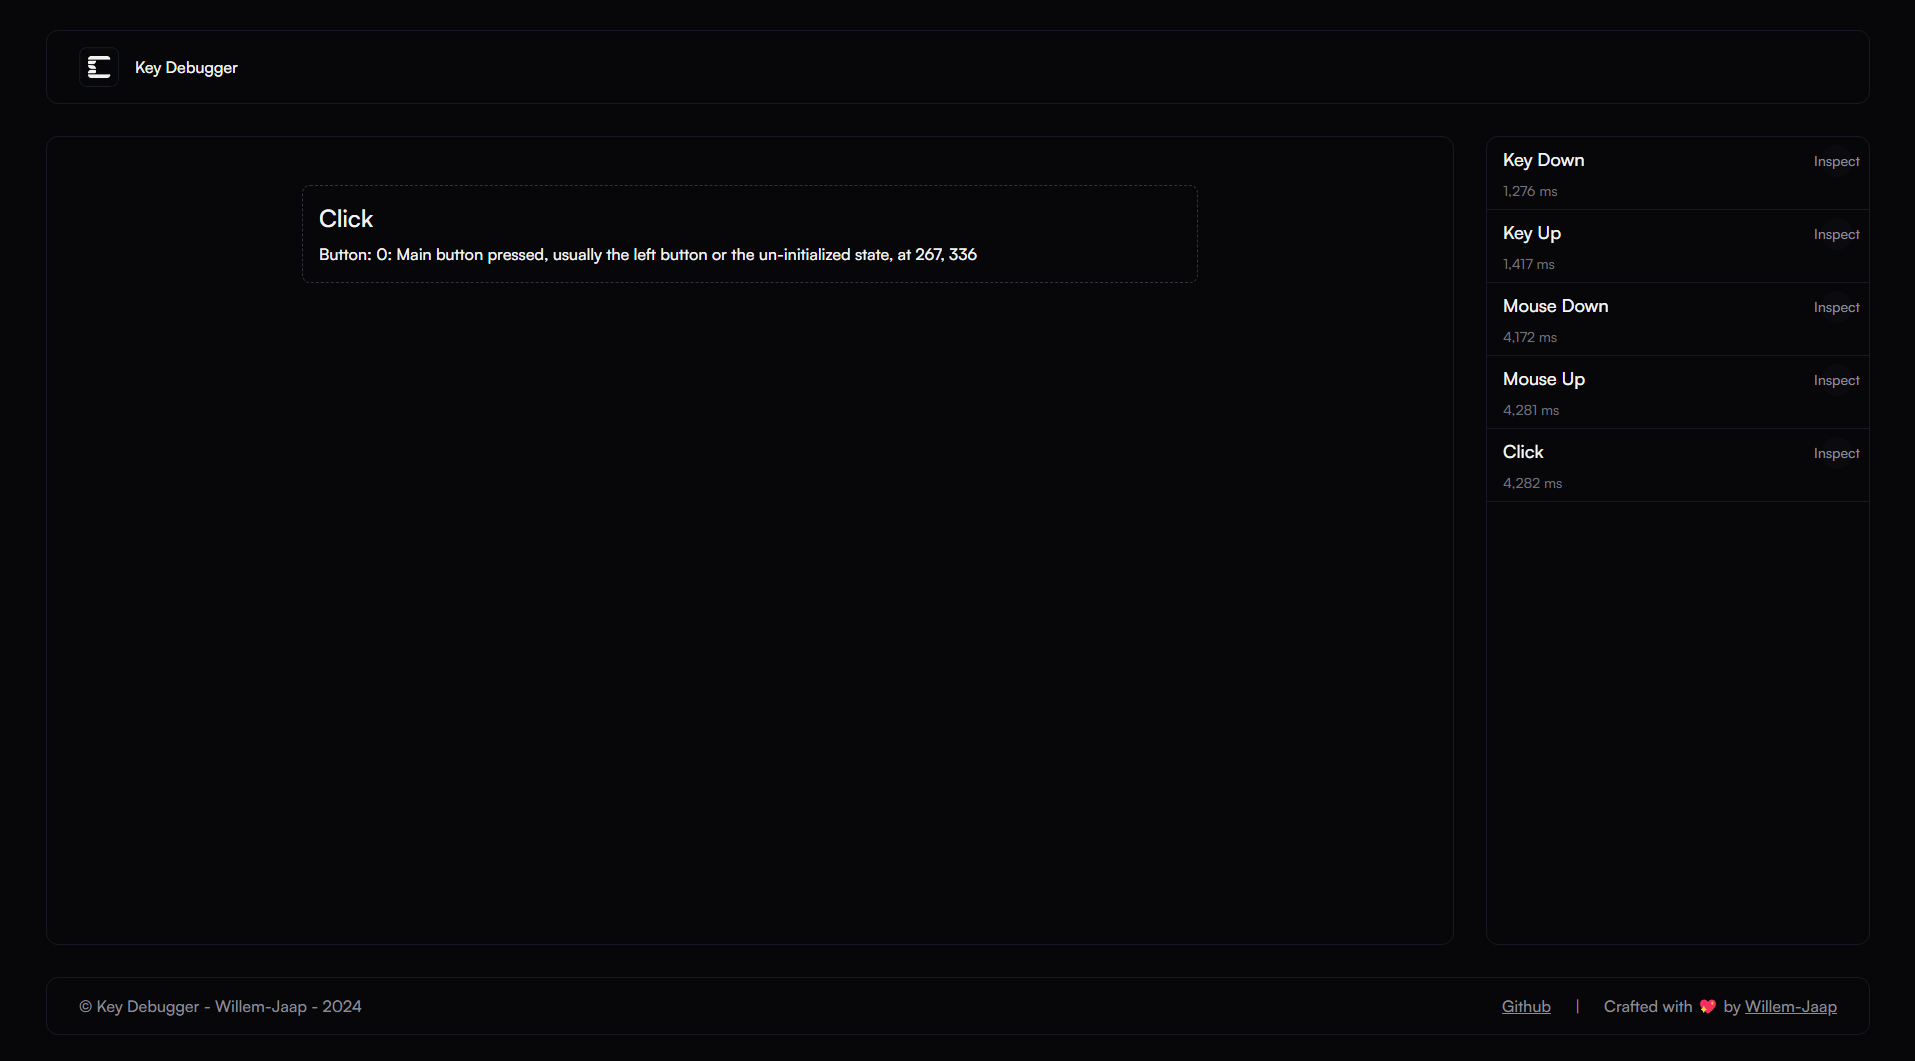 Key Debugger
Click
Button: 0: Main button pressed, usually the left button or the un-initialized state, at 267, 336
Key Down
Inspect
1,276 ms
Key Up
Inspect
1,417 ms
Mouse Down
Inspect
4,172 ms
Mouse Up
Inspect
4,281 ms
Click
Inspect
4,282 ms
© Key Debugger - Willem-Jaap - 2024
Github | Crafted with 💖 by Willem-Jaap